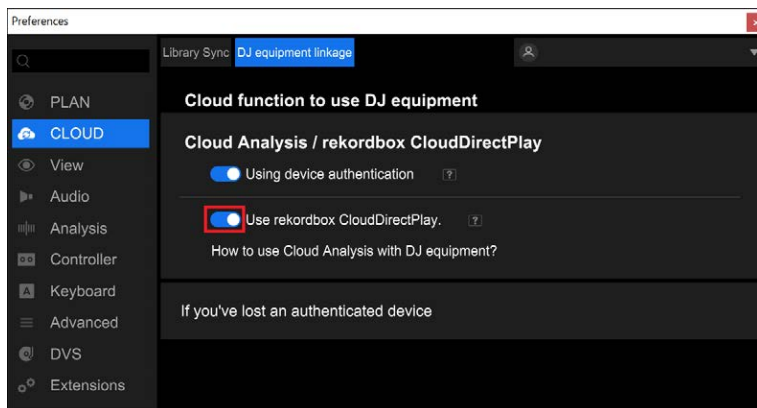 Preferences
Library Sync DJ equipment linkage
PLAN
CLOUD
View
Audio
Analysis
Controller
A Keyboard
Advanced
DVS
Extensions
Cloud function to use DJ equipment
Cloud Analysis / rekordbox CloudDirectPlay
Using device authentication ?
Use rekordbox CloudDirectPlay. ?
How to use Cloud Analysis with DJ equipment?
If you've lost an authenticated device